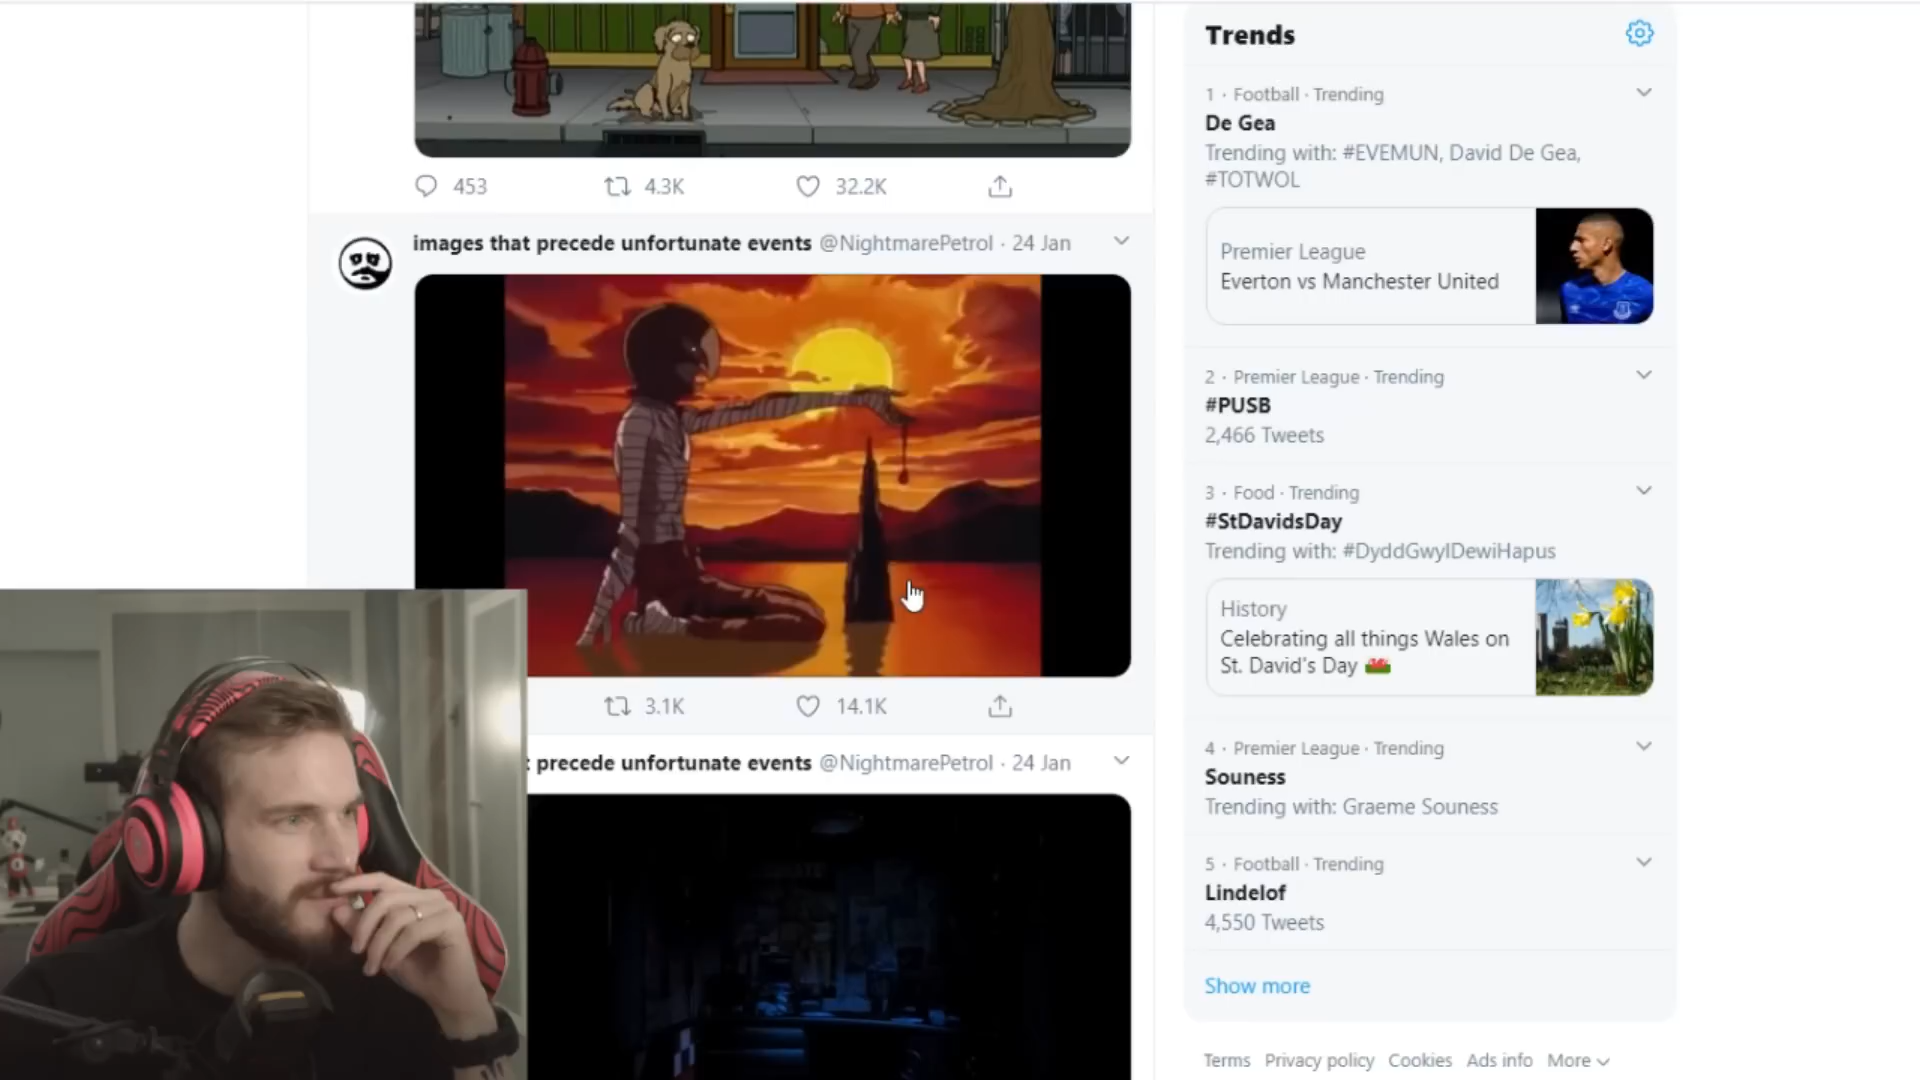 453 4.3K 32.2K
images that precede unfortunate events @NightmarePetrol · 24 Jan
3.1K 14.1K
precede unfortunate events @NightmarePetrol · 24 Jan
Trends
1 · Football · Trending
De Gea
Trending with: #EVEMUN, David De Gea,
#TOTWOL
Premier League
Everton vs Manchester United
2 · Premier League · Trending
#PUSB
2,466 Tweets
3 · Food · Trending
#StDavidsDay
Trending with: #DyddGwylDewiHapus
History
Celebrating all things Wales on
St. David's Day 🏴󠁧󠁢󠁷󠁬󠁳󠁿
4 · Premier League · Trending
Souness
Trending with: Graeme Souness
5 · Football · Trending
Lindelof
4,550 Tweets
Show more
Terms Privacy policy Cookies Ads info More